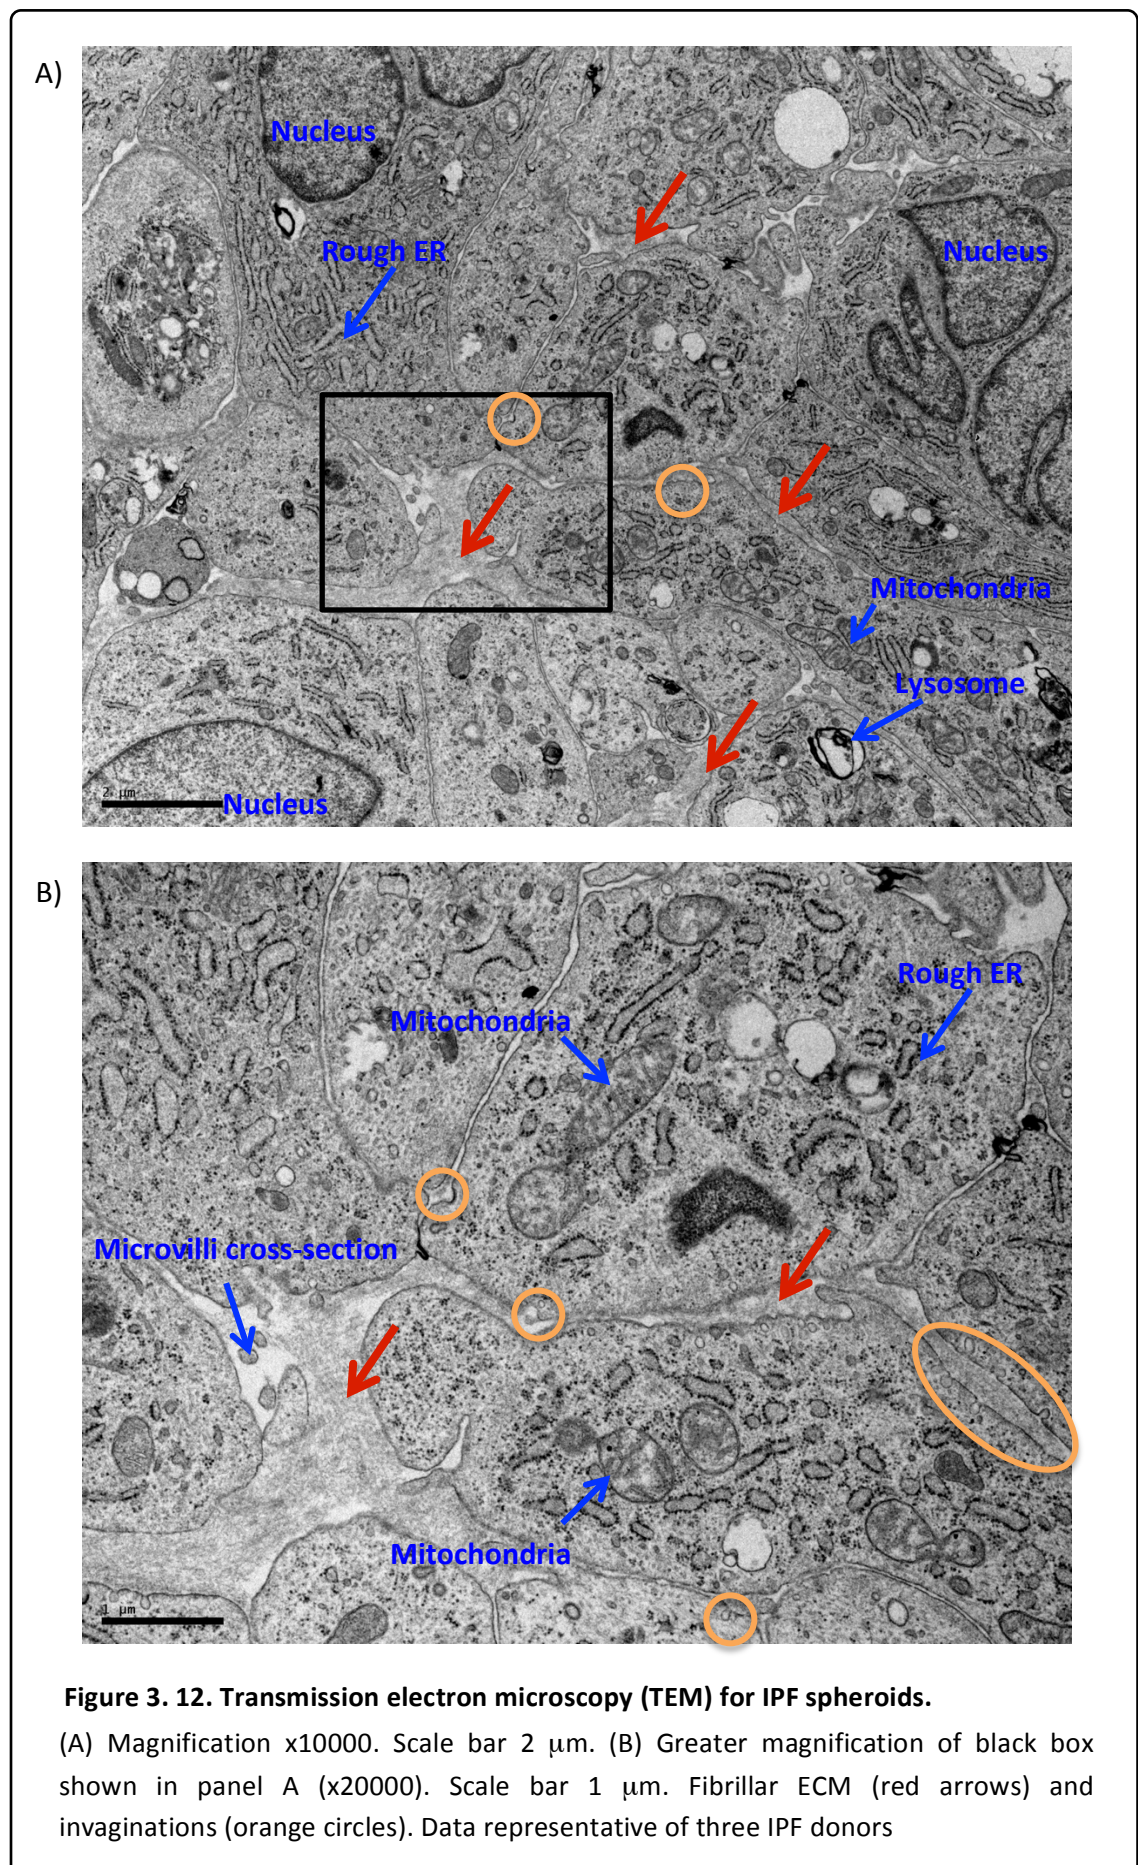 A)
Nucleus
Rough ER
Nucleus
Mitochondria
Lysosome
2 µm
Nucleus
B)
Rough ER
Mitochondria
Microvilli cross-section
Mitochondria
1 µm
Figure 3. 12. Transmission electron microscopy (TEM) for IPF spheroids.
(A) Magnification x10000. Scale bar 2 µm. (B) Greater magnification of black box
shown in panel A (x20000). Scale bar 1 µm. Fibrillar ECM (red arrows) and
invaginations (orange circles). Data representative of three IPF donors